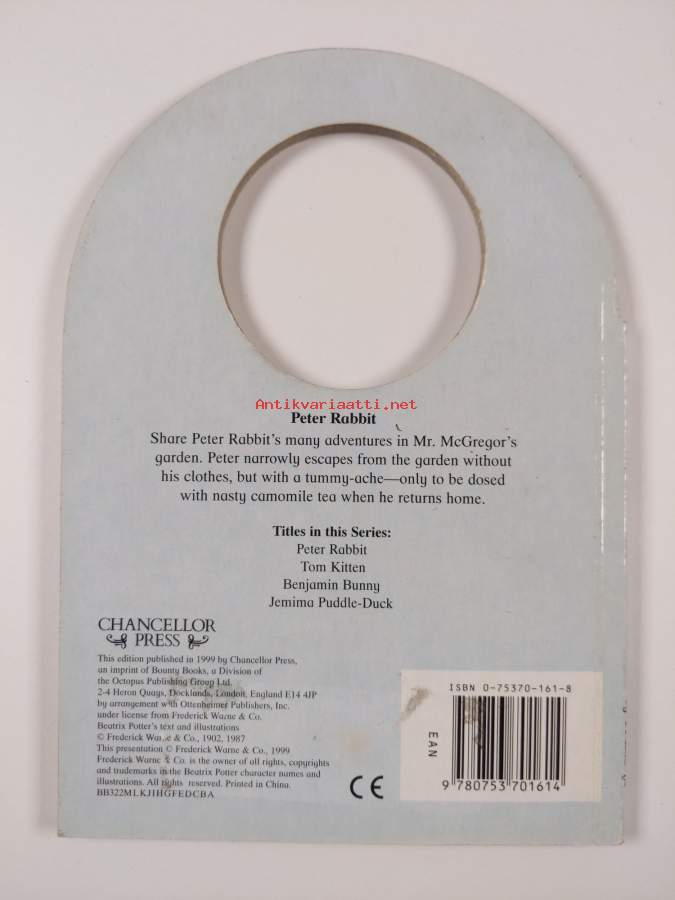 Antikvariaatti.net
Peter Rabbit
Share Peter Rabbit's many adventures in Mr. McGregor's
garden. Peter narrowly escapes from the garden without
his clothes, but with a tummy-ache—only to be dosed
with nasty camomile tea when he returns home.
Titles in this Series:
Peter Rabbit
Tom Kitten
Benjamin Bunny
Jemima Puddle-Duck
CHANCELLOR
PRESS
This edition published in 1999 by Chancellor Press,
an imprint of Bounty Books, a Division of
the Octopus Publishing Group Ltd.
2-4 Heron Quays, Docklands, London, England E14 4JP
by arrangement with Ottenheimer Publishers, Inc.
under license from Frederick Warne & Co.
Beatrix Potter's text and illustrations
© Frederick Warne & Co., 1902, 1987
This presentation © Frederick Warne & Co., 1999
Frederick Warne & Co. is the owner of all rights, copyrights
and trademarks in the Beatrix Potter character names and
illustrations. All rights reserved. Printed in China.
BB322MLKJIHGFEDCBA
CE
ISBN 0-75370-161-8
EAN
9 780753 701614